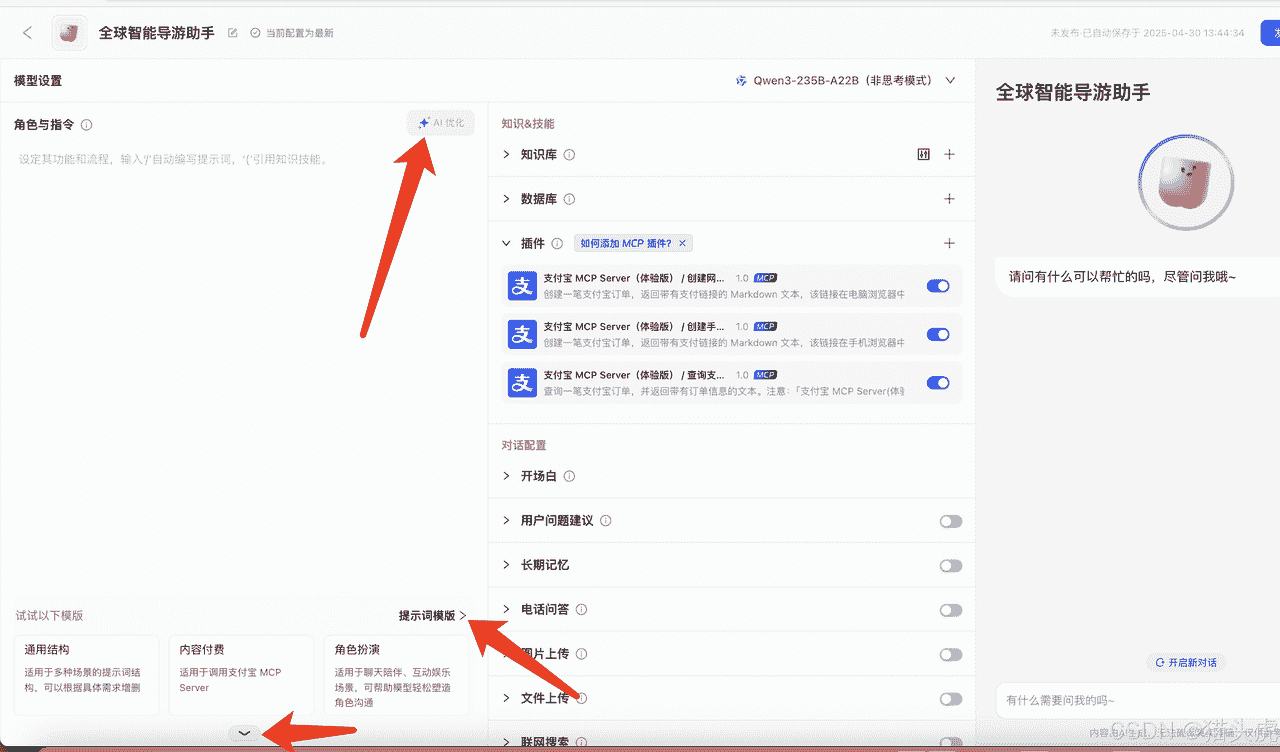 全球智能导游助手
当前配置为最新
未发布·已自动保存于 2025-04-30 13:44:34
模型设置
Qwen3-235B-A22B（非思考模式）
角色与指令
AI 优化
设定其功能和流程，输入'/'自动编写提示词，'{'引用知识技能。
试试以下模版
提示词模版
通用结构
适用于多种场景的提示词结
构，可以根据具体需求增删
内容付费
适用于调用支付宝 MCP
Server
角色扮演
适用于聊天陪伴、互动娱乐
场景，可帮助模型轻松塑造
角色沟通
知识&技能
知识库
数据库
插件
如何添加 MCP 插件?
支付宝 MCP Server（体验版） / 创建网... 1.0 MCP
创建一笔支付宝订单，返回带有支付链接的 Markdown 文本，该链接在电脑浏览器中
支付宝 MCP Server（体验版） / 创建手... 1.0 MCP
创建一笔支付宝订单，返回带有支付链接的 Markdown 文本，该链接在手机浏览器中
支付宝 MCP Server（体验版） / 查询支... 1.0 MCP
查询一笔支付宝订单，并返回带有订单信息的文本。注意：「支付宝 MCP Server(体验
对话配置
开场白
用户问题建议
长期记忆
电话问答
图片上传
文件上传
联网搜索
全球智能导游助手
请问有什么可以帮忙的吗，尽管问我哦~
开启新对话
有什么需要问我的吗~
CSDN @猫头虎